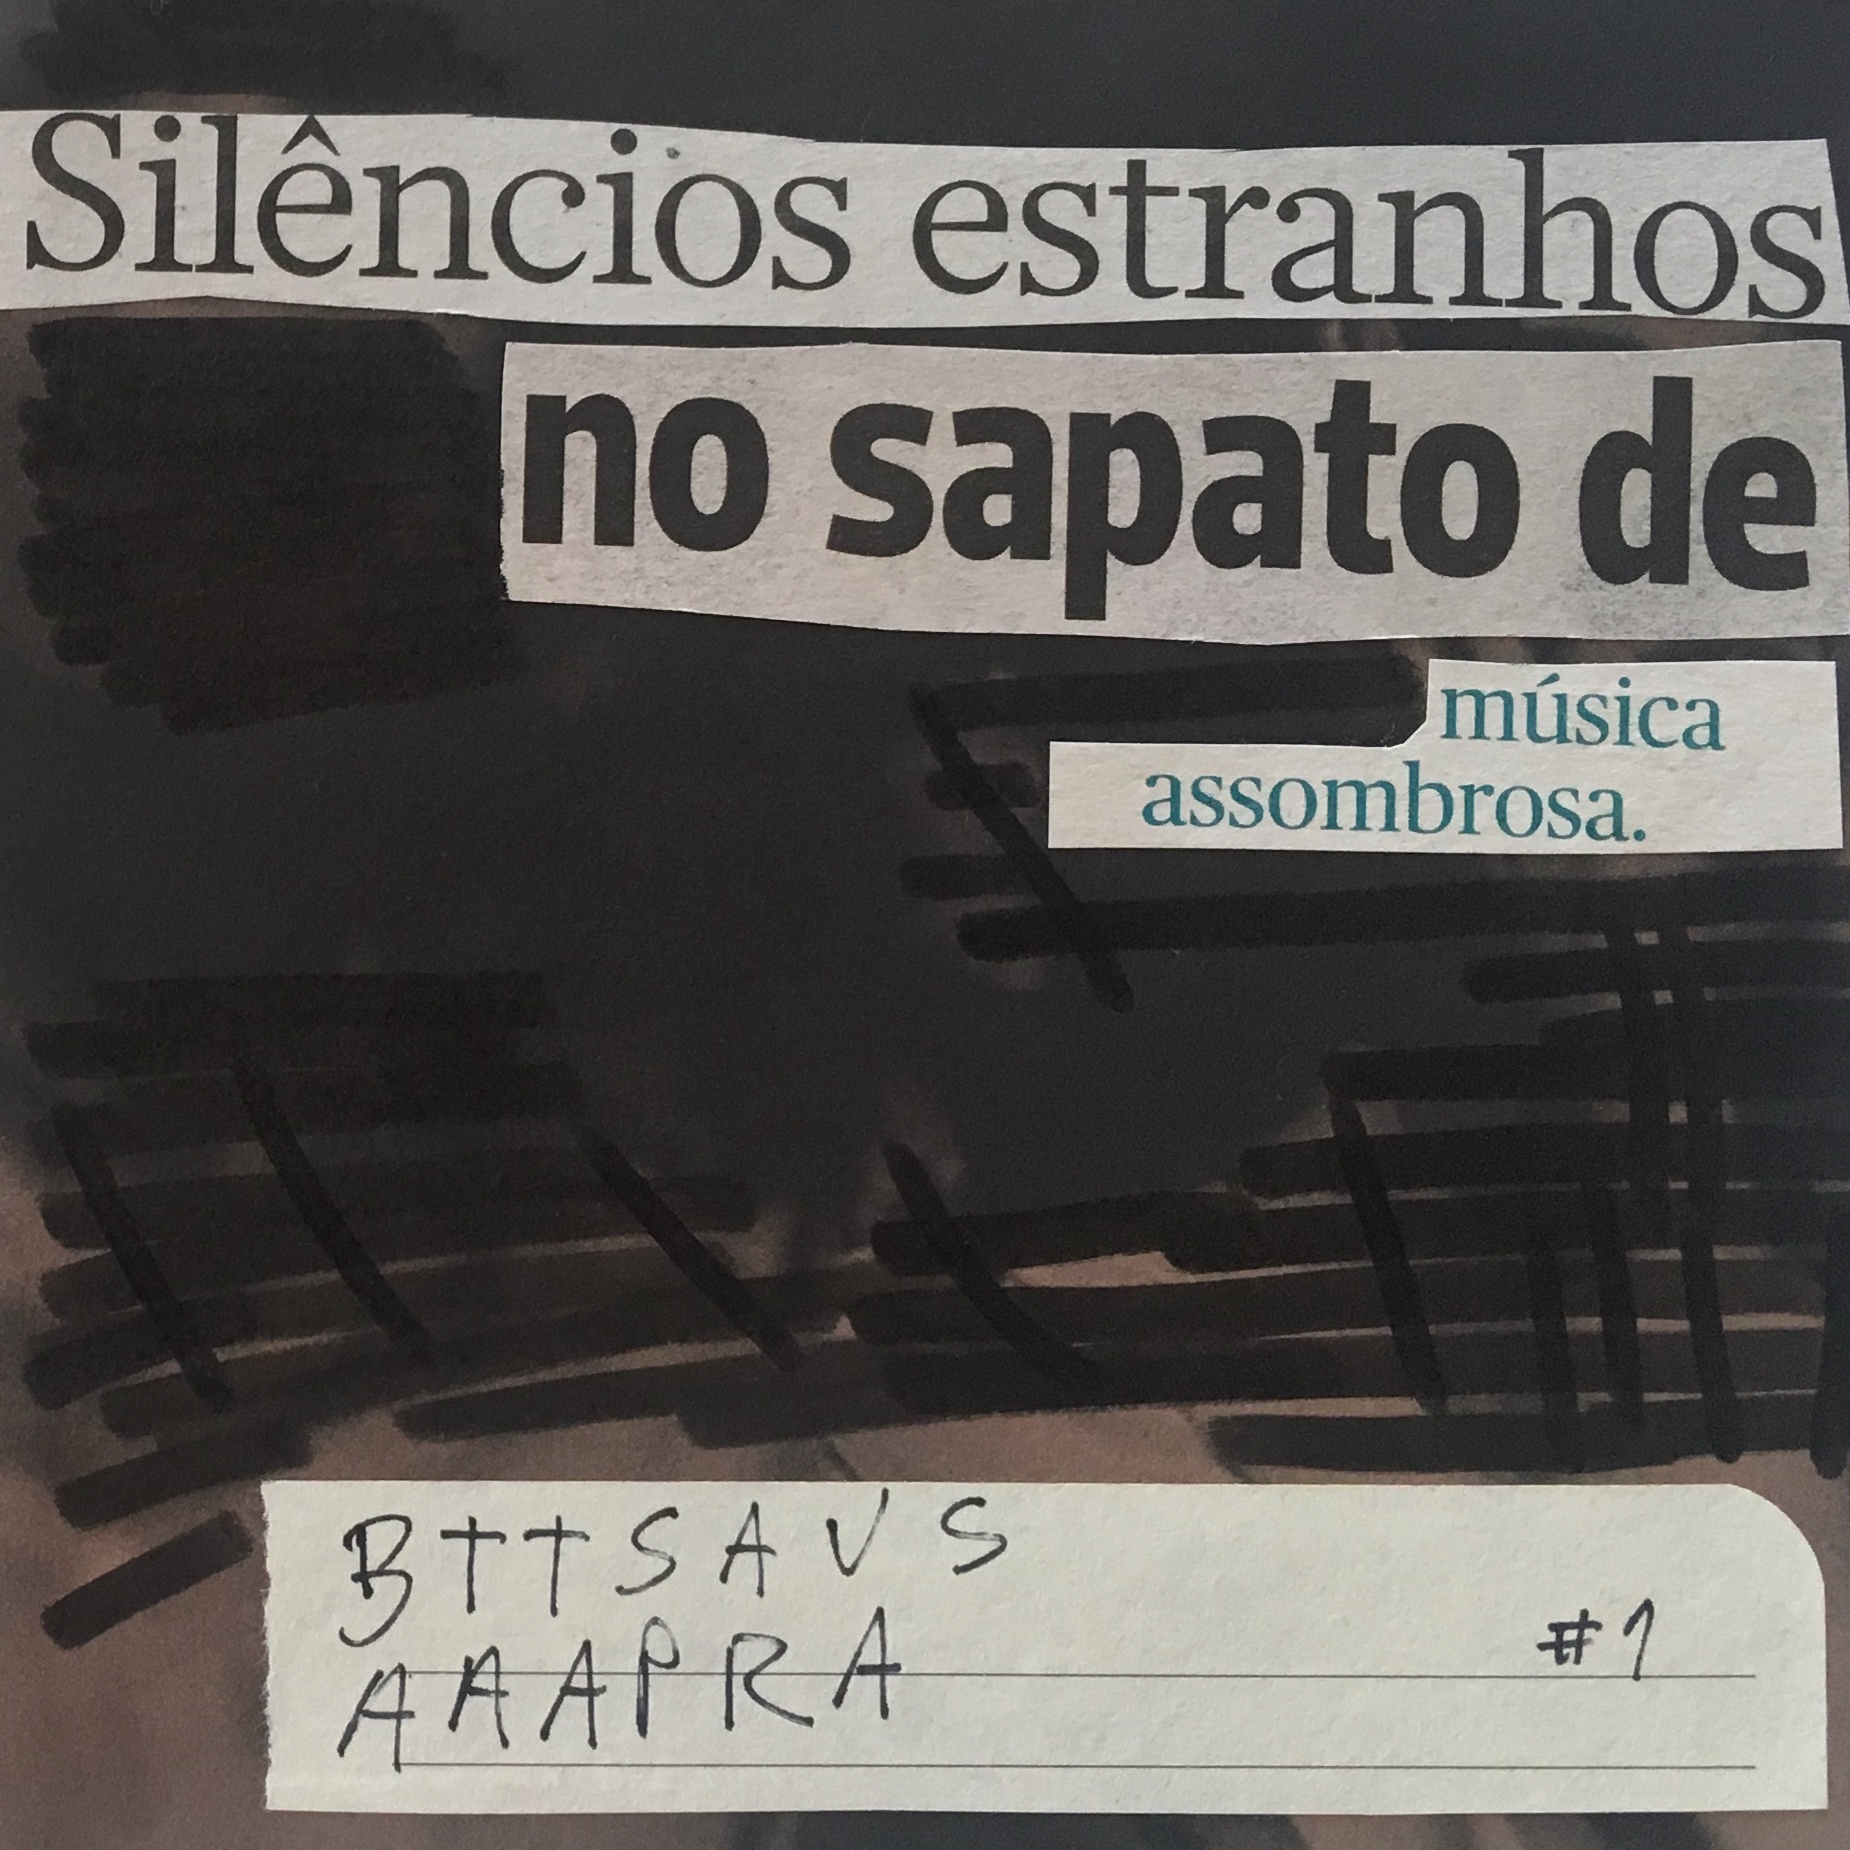 Silêncios estranhos
no sapato de
música
assombrosa.
BTTSAVS
AAAPRA #1